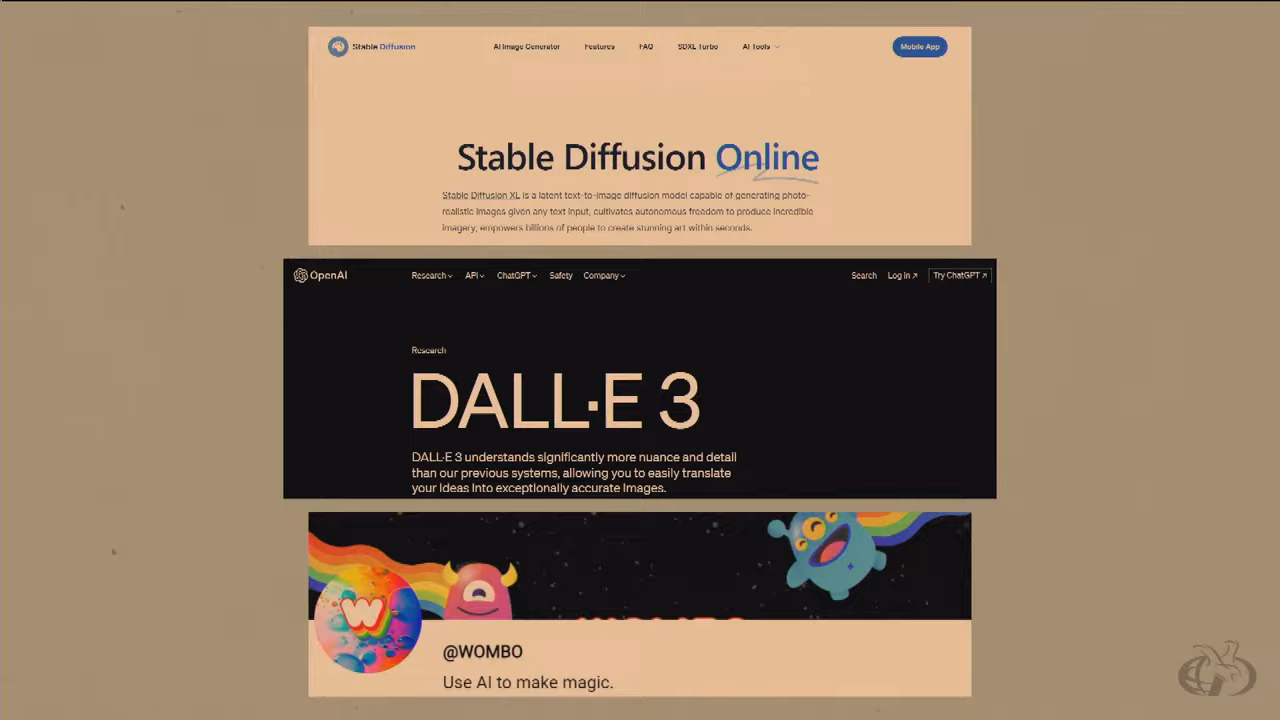 Stable Diffusion
AI Image Generator Features FAQ SDXL Turbo AI Tools
Mobile App
Stable Diffusion Online
Stable Diffusion XL is a latent text-to-image diffusion model capable of generating photo-
realistic images given any text input, cultivates autonomous freedom to produce incredible
imagery, empowers billions of people to create stunning art within seconds.
OpenAI
Research API ChatGPT Safety Company
Search Log in ↗ Try ChatGPT ↗
Research
DALL·E 3
DALL·E 3 understands significantly more nuance and detail
than our previous systems, allowing you to easily translate
your ideas into exceptionally accurate images.
W
@WOMBO
Use AI to make magic.